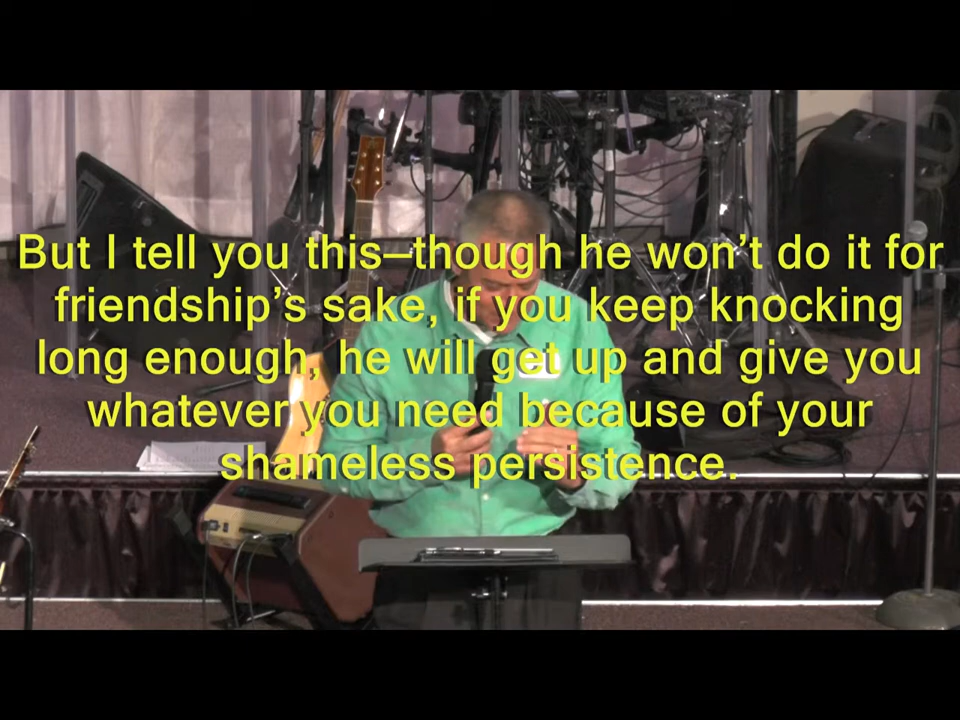 But I tell you this—though he won't do it for
friendship's sake, if you keep knocking
long enough, he will get up and give you
whatever you need because of your
shameless persistence.